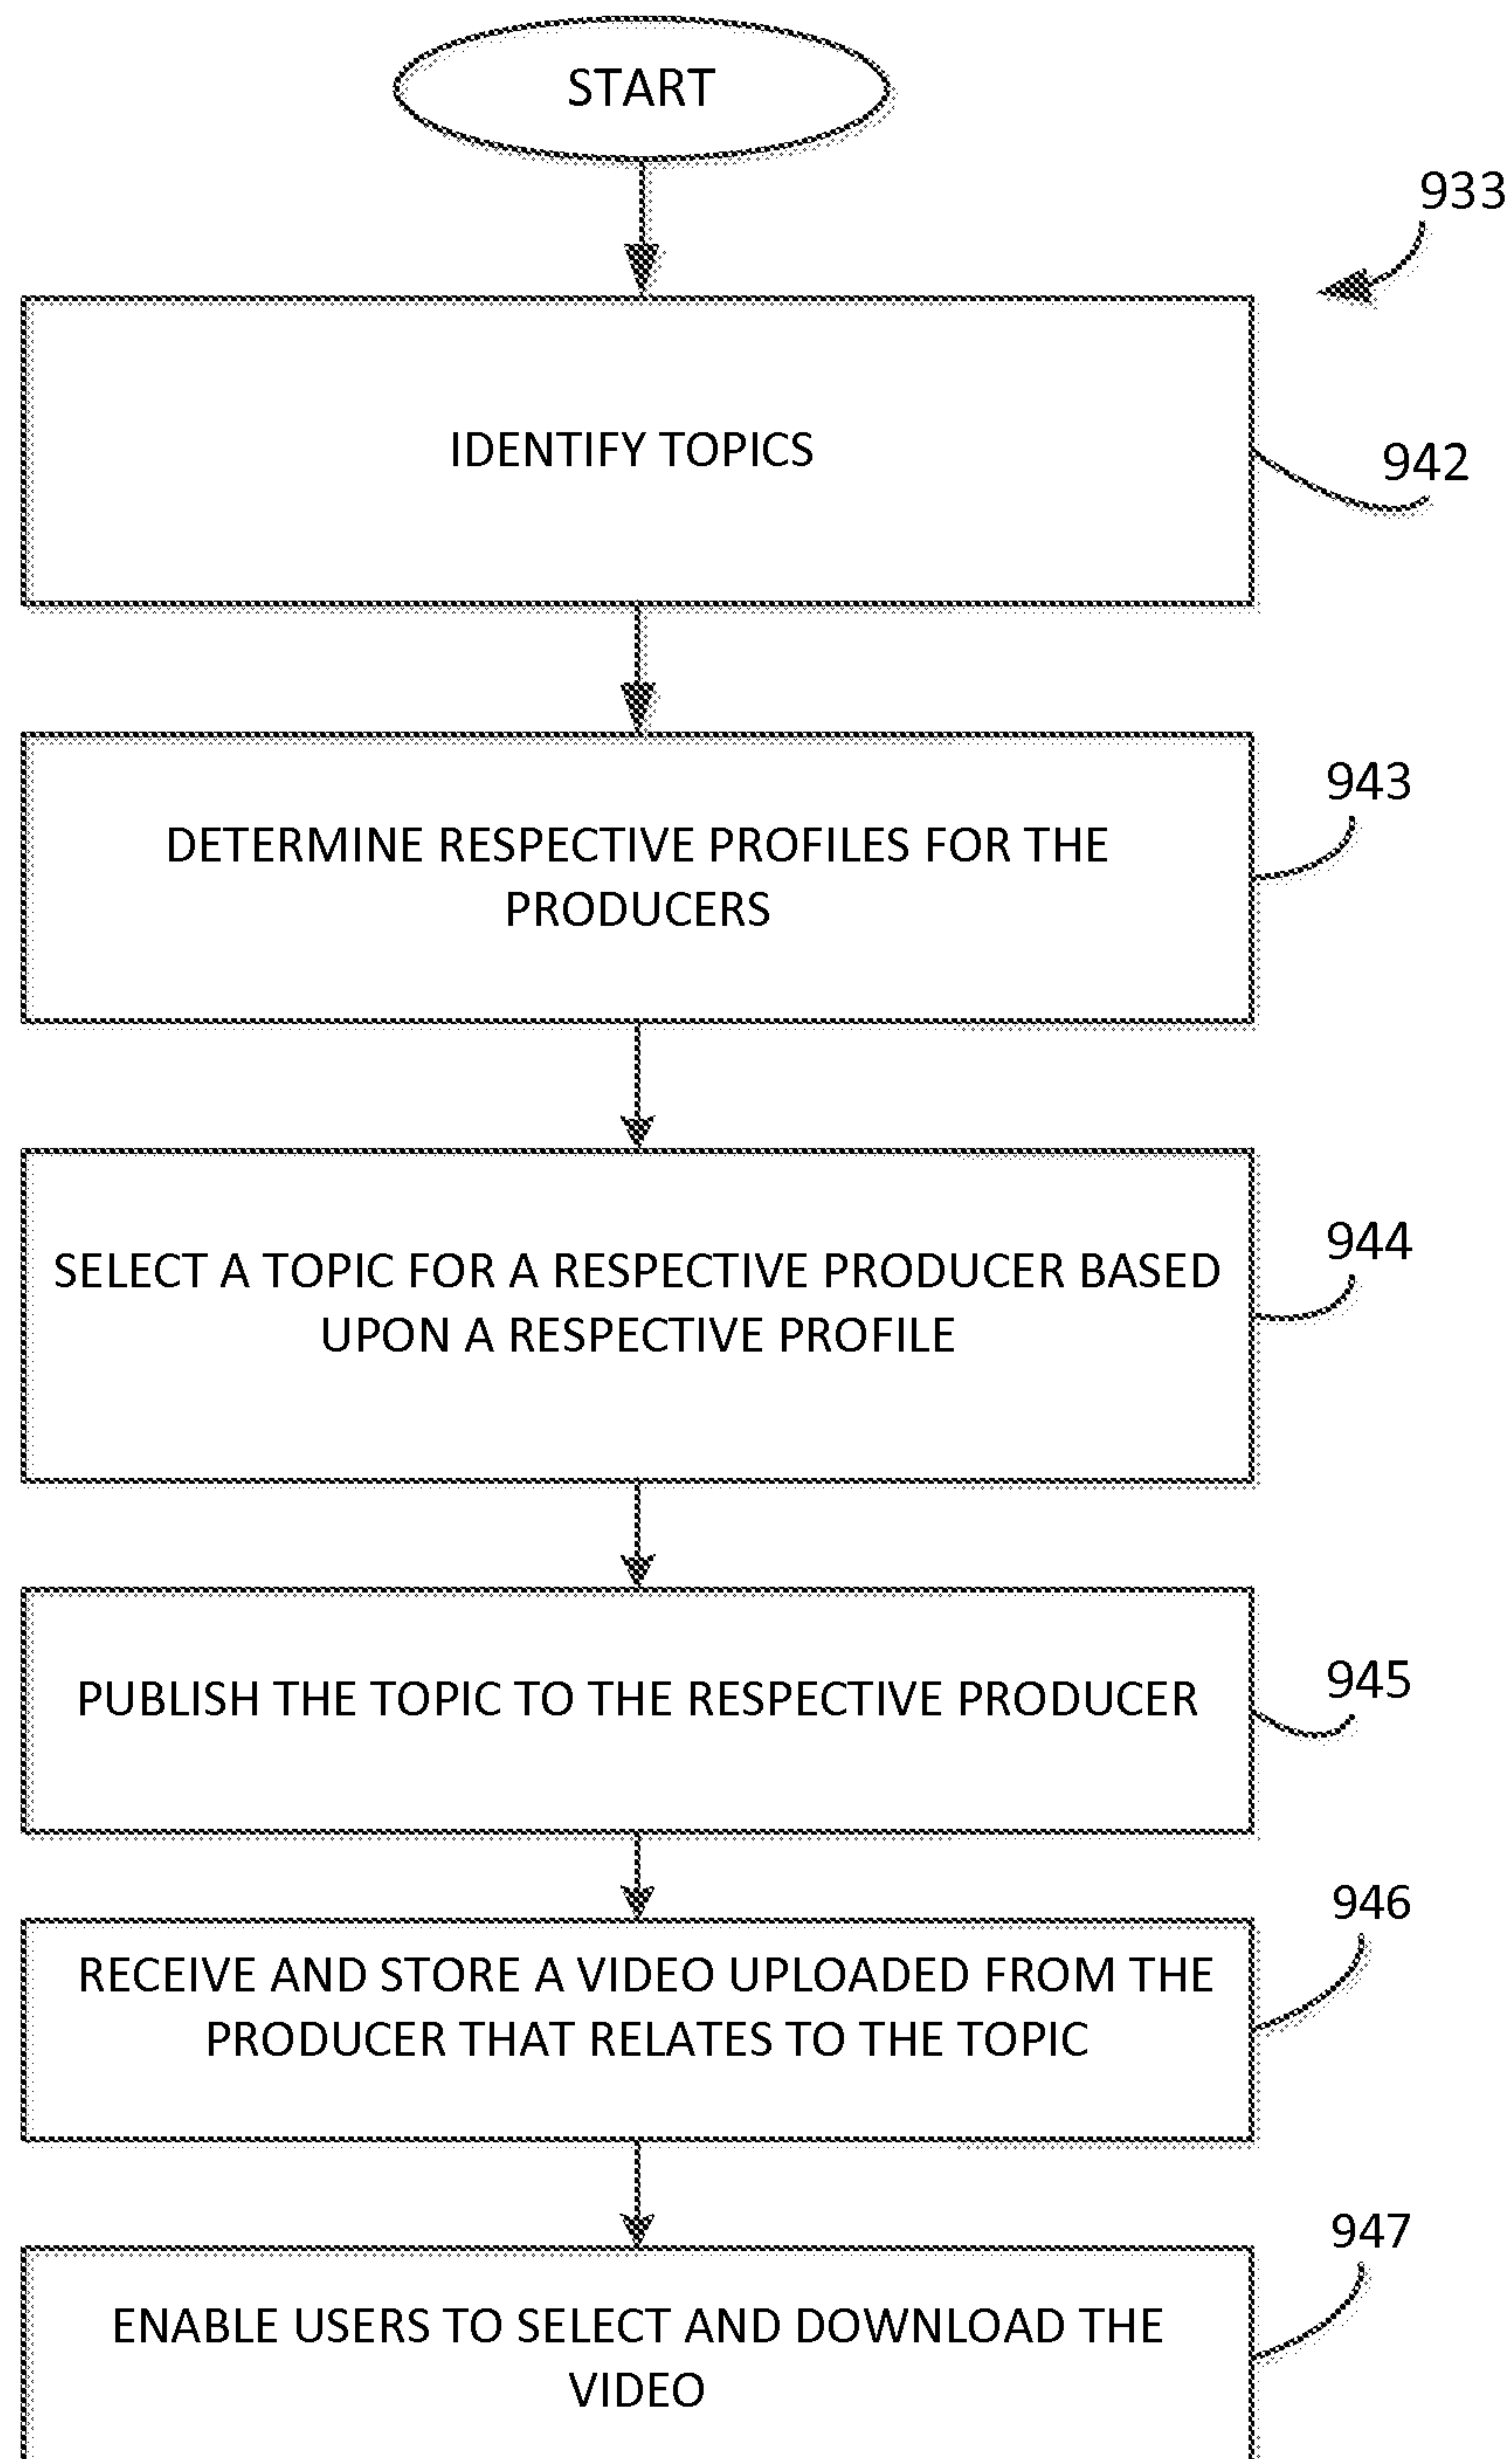 START
933
IDENTIFY TOPICS
942
943
DETERMINE RESPECTIVE PROFILES FOR THE
PRODUCERS
944
SELECT A TOPIC FOR A RESPECTIVE PRODUCER BASED
UPON A RESPECTIVE PROFILE
945
PUBLISH THE TOPIC TO THE RESPECTIVE PRODUCER
946
RECEIVE AND STORE A VIDEO UPLOADED FROM THE
PRODUCER THAT RELATES TO THE TOPIC
947
ENABLE USERS TO SELECT AND DOWNLOAD THE
VIDEO